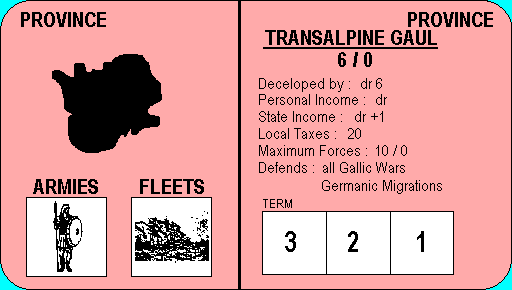 PROVINCE
ARMIES FLEETS
PROVINCE
TRANSALPINE GAUL
6 / 0
Deceloped by : dr 6
Personal Income : dr
State Income : dr +1
Local Taxes : 20
Maximum Forces : 10 / 0
Defends : all Gallic Wars
Germanic Migrations
TERM
3 2 1